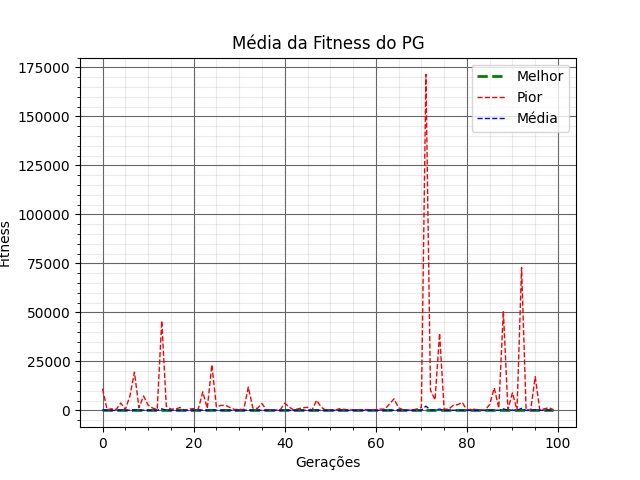 Média da Fitness do PG
175000
150000
125000
100000
75000
50000
25000
0
Fitness
0 20 40 60 80 100
Gerações
Melhor
Pior
Média